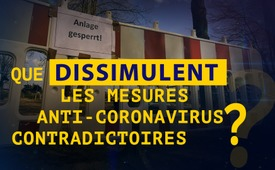 Anlage
gesperrt!
QUE DISSIMULENT
LES MESURES
ANTI-CORONAVIRUS
CONTRADICTOIRES ?